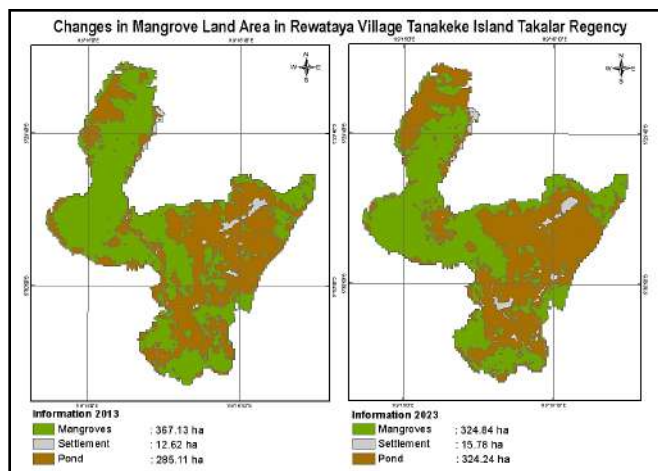 Changes in Mangrove Land Area in Rewataya Village Tanakeke Island Takalar Regency
N
W E
S
N
W E
S
Information 2013
Mangroves : 367.13 ha
Settlement : 12.62 ha
Pond : 285.11 ha
Information 2023
Mangroves : 324.84 ha
Settlement : 15.78 ha
Pond : 324.24 ha